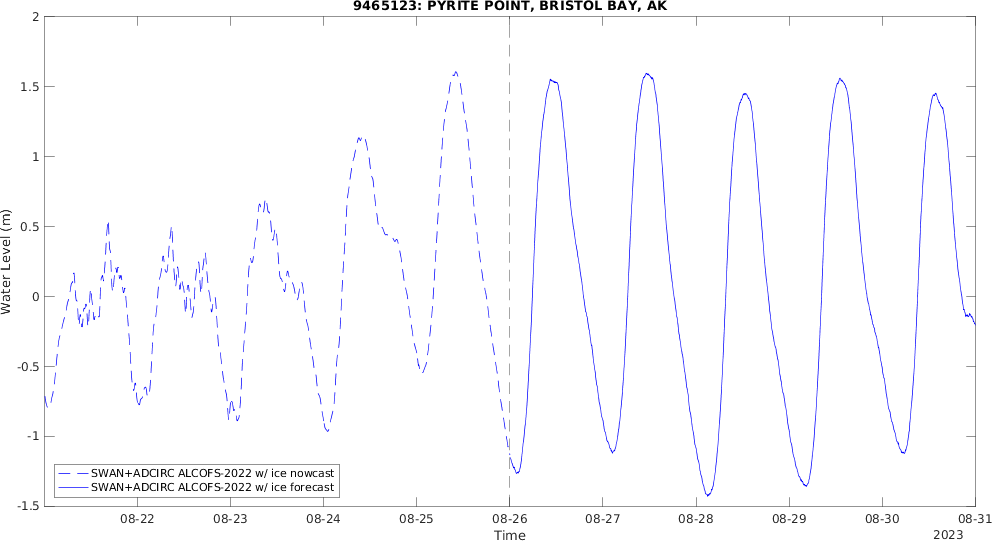 9465123: PYRITE POINT, BRISTOL BAY, AK
Water Level (m)
2
1.5
1
0.5
0
-0.5
-1
-1.5
SWAN+ADCIRC ALCOFS-2022 w/ ice nowcast
SWAN+ADCIRC ALCOFS-2022 w/ ice forecast
08-22 08-23 08-24 08-25 08-26 08-27 08-28 08-29 08-30 08-31
Time
2023